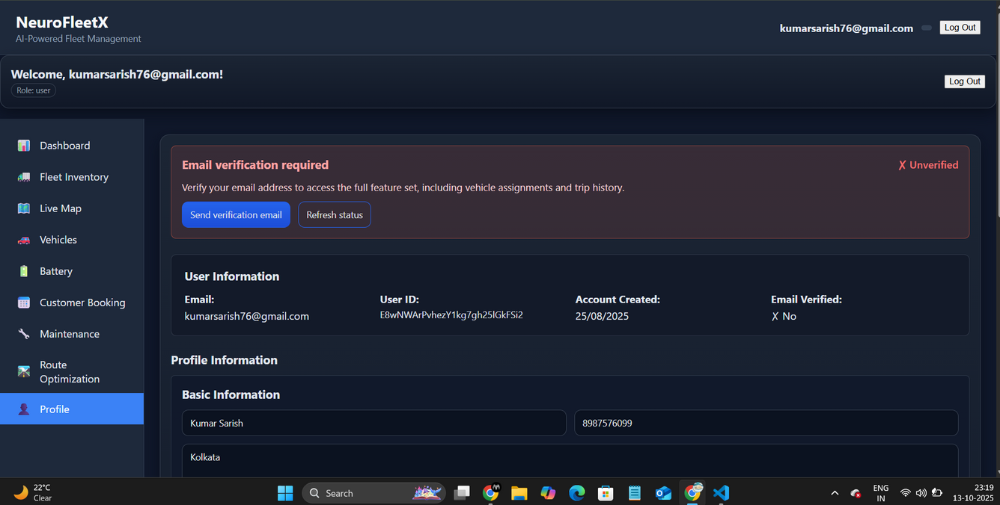 NeuroFleetX
AI-Powered Fleet Management
kumarsarish76@gmail.com
Log Out
Welcome, kumarsarish76@gmail.com!
Role: user
Log Out
Dashboard
Fleet Inventory
Live Map
Vehicles
Battery
Customer Booking
Maintenance
Route
Optimization
Profile
Email verification required
✗ Unverified
Verify your email address to access the full feature set, including vehicle assignments and trip history.
Send verification email
Refresh status
User Information
Email:
kumarsarish76@gmail.com
User ID:
E8wNWArPvhezY1kg7gh25lGkFSi2
Account Created:
25/08/2025
Email Verified:
✗ No
Profile Information
Basic Information
Kumar Sarish
8987576099
Kolkata
22°C
Clear
Search
ENG
IN
23:19
13-10-2025